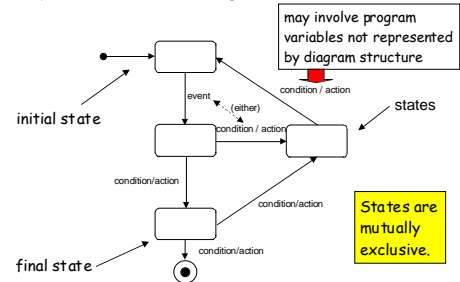 may involve program
variables not represented
by diagram structure
condition / action
event
(either)
condition / action
states
initial state
condition/action
condition/action
States are
mutually
exclusive.
final state
condition/action